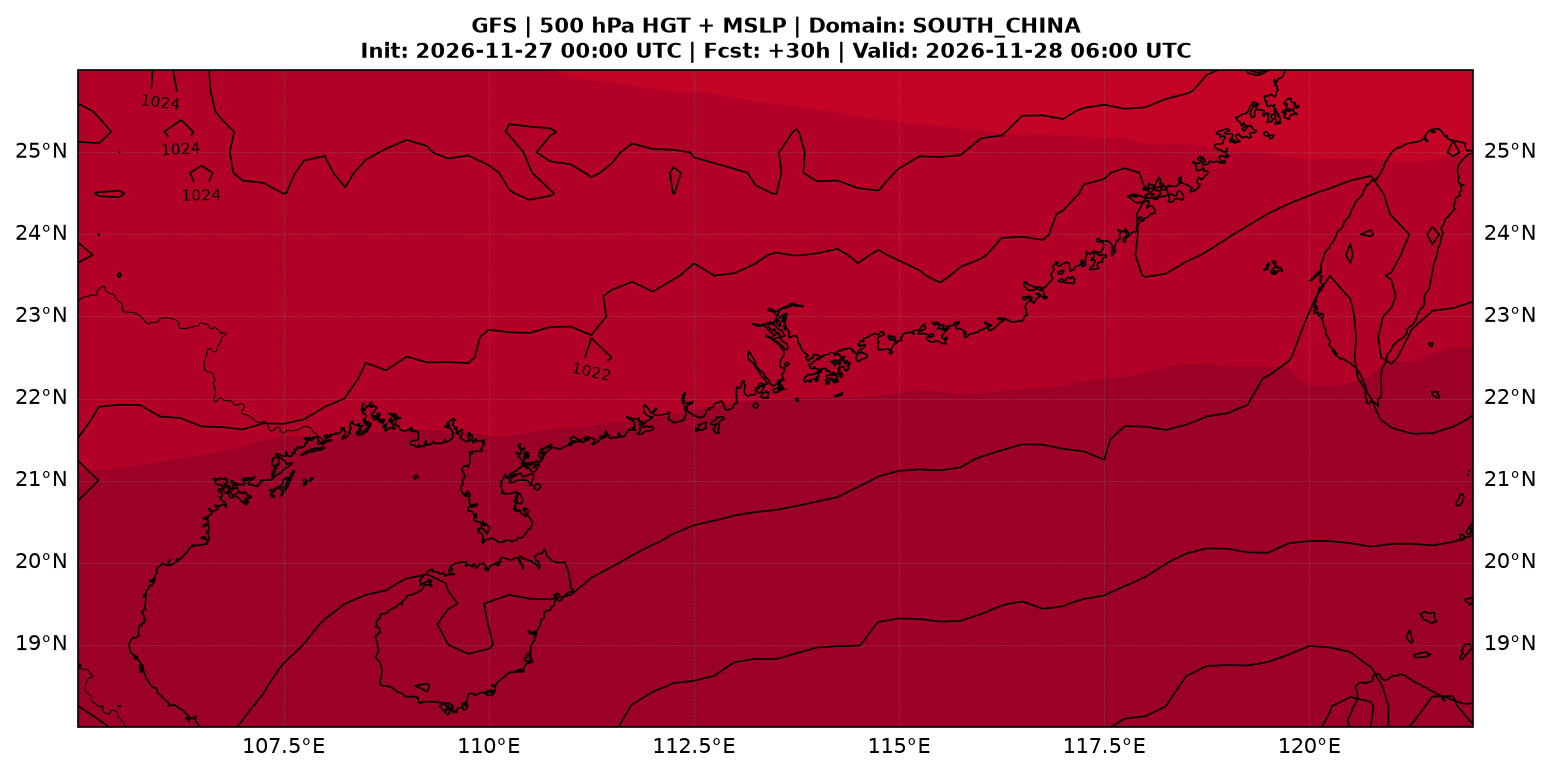 GFS | 500 hPa HGT + MSLP | Domain: SOUTH_CHINA
Init: 2026-11-27 00:00 UTC | Fcst: +30h | Valid: 2026-11-28 06:00 UTC
1024
1024
25°N 25°N
1024
24°N 24°N
23°N 23°N
1022
22°N 22°N
21°N 21°N
20°N 20°N
19°N 19°N
107.5°E 110°E 112.5°E 115°E 117.5°E 120°E